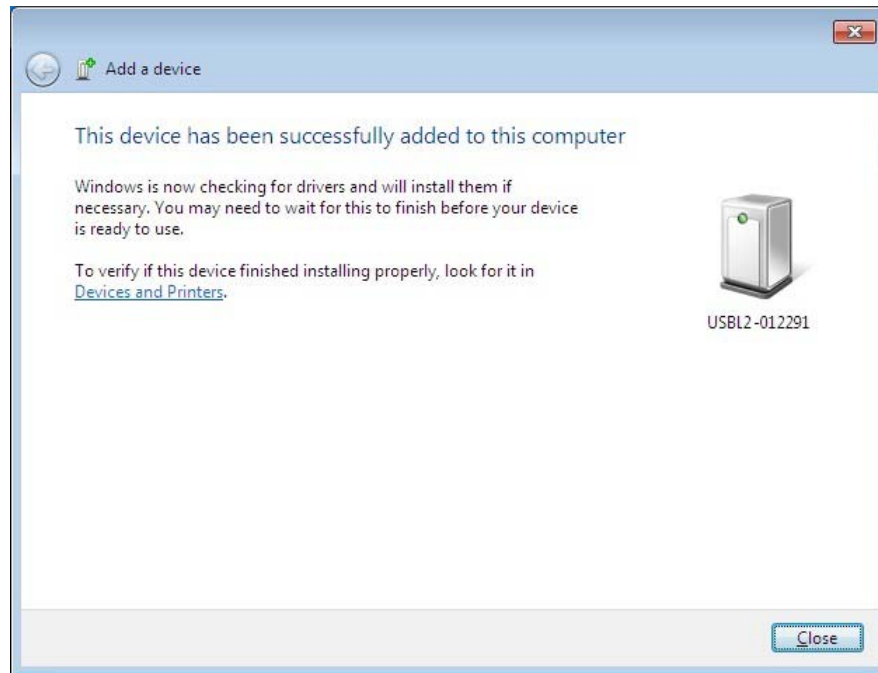 Add a device
This device has been successfully added to this computer
Windows is now checking for drivers and will install them if
necessary. You may need to wait for this to finish before your device
is ready to use.
To verify if this device finished installing properly, look for it in
Devices and Printers.
USBL2-012291
Close